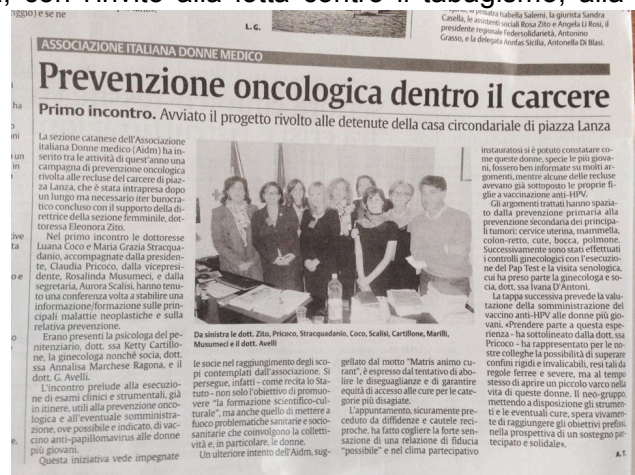 , con l'invito alla lotta contro il tabagismo, alla
giù) e se ne
L. G.
Isabella Salemi, la giurista Sandra
Casella, le assistenti sociali Rosa Zito e Angela Li Rosi, il
presidente regionale Federsolidarietà, Antonino
Grasso, e la delegata Annfas Sicilia, Antonella Di Blasi.
ASSOCIAZIONE ITALIANA DONNE MEDICO
Prevenzione oncologica dentro il carcere
Primo incontro. Avviato il progetto rivolto alle detenute della casa circondariale di piazza Lanza
La sezione catanese dell'Associazione
italiana Donne medico (Aidm) ha in-
serito tra le attività di quest'anno una
campagna di prevenzione oncologica
rivolta alle recluse del carcere di piaz-
za Lanza, che è stata intrapresa dopo
un lungo ma necessario iter burocra-
tico concluso con il supporto della di-
rettrice della sezione femminile, dot-
toressa Eleonora Zito.
Nel primo incontro le dottoresse
Luana Coco e Maria Grazia Stracqua-
danio, accompagnate dalla presiden-
te, Claudia Pricoco, dalla vicepresi-
dente, Rosalinda Musumeci, e dalla
segretaria, Aurora Scalisi, hanno tenu-
to una conferenza volta a stabilire una
informazione/formazione sulle prin-
cipali malattie neoplastiche e sulla
relativa prevenzione.
Erano presenti la psicologa del pe-
nitenziario, dott. ssa Ketty Cartillo-
ne, la ginecologa nonché socia, dott.
ssa Annalisa Marchese Ragona, e il
dott. G. Avelli.
L'incontro prelude alla esecuzio-
ne di esami clinici e strumentali, già
in itinere, utili alla prevenzione onco-
logica e all'eventuale somministra-
zione, ove possibile e indicato, di vac-
cino anti-papillomavirus alle donne
più giovani.
Questa iniziativa vede impegnate
Da sinistra le dott. Zito, Pricoco, Stracquadanio, Coco, Scalisi, Cartillone, Marilli,
Musumeci e il dott. Avelli
le socie nel raggiungimento degli sco-
pi contemplati dall'associazione. Si
persegue, infatti - come recita lo Sta-
tuto - non solo l'obiettivo di promuo-
vere "la formazione scientifico-cul-
turale", ma anche quello di mettere a
fuoco problematiche sanitarie e socio-
sanitarie che coinvolgono la colletti-
vità e, in particolare, le donne.
Un ulteriore intento dell'Aidm, sug-
gellato dal motto "Matris animo cu-
rant", è espresso dal tentativo di abo-
lire le diseguaglianze e di garantire
equità di accesso alle cure per le cate-
gorie più disagiate.
L'appuntamento, sicuramente pre-
ceduto da diffidenze e cautele reci-
proche, ha fatto cogliere la forte sen-
sazione di una relazione di fiducia
"possibile" e nel clima partecipativo
instauratosi si è potuto constatare co-
me queste donne, specie le più giova-
ni, fossero ben informate su molti ar-
gomenti, mentre alcune delle recluse
avevano già sottoposto le proprie fi-
glie a vaccinazione anti-HPV.
Gli argomenti trattati hanno spazia-
to dalla prevenzione primaria alla
prevenzione secondaria dei principa-
li tumori: cervice uterina, mammella,
colon-retto, cute, bocca, polmone.
Successivamente sono stati effettuati
i controlli ginecologici con l'esecuzio-
ne del Pap Test e la visita senologica,
cui ha preso parte la ginecologa e so-
cia, dott. ssa Ivana D'Antoni.
La tappa successiva prevede la valu-
tazione della somministrazione del
vaccino anti-HPV alle donne più gio-
vani. «Prendere parte a questa espe-
rienza - ha sottolineato dalla dott. ssa
Pricoco - ha rappresentato per le no-
stre colleghe la possibilità di superare
confini rigidi e invalicabili, resi tali da
regole ferree e severe, ma al tempo
stesso di aprire un piccolo varco nella
vita di queste donne. Il neo-gruppo,
mettendo a disposizione gli strumen-
ti e le eventuali cure, spera vivamen-
te di raggiungere gli obiettivi prefissi
nella prospettiva di un sostegno par-
tecipato e solidale».
A. T.